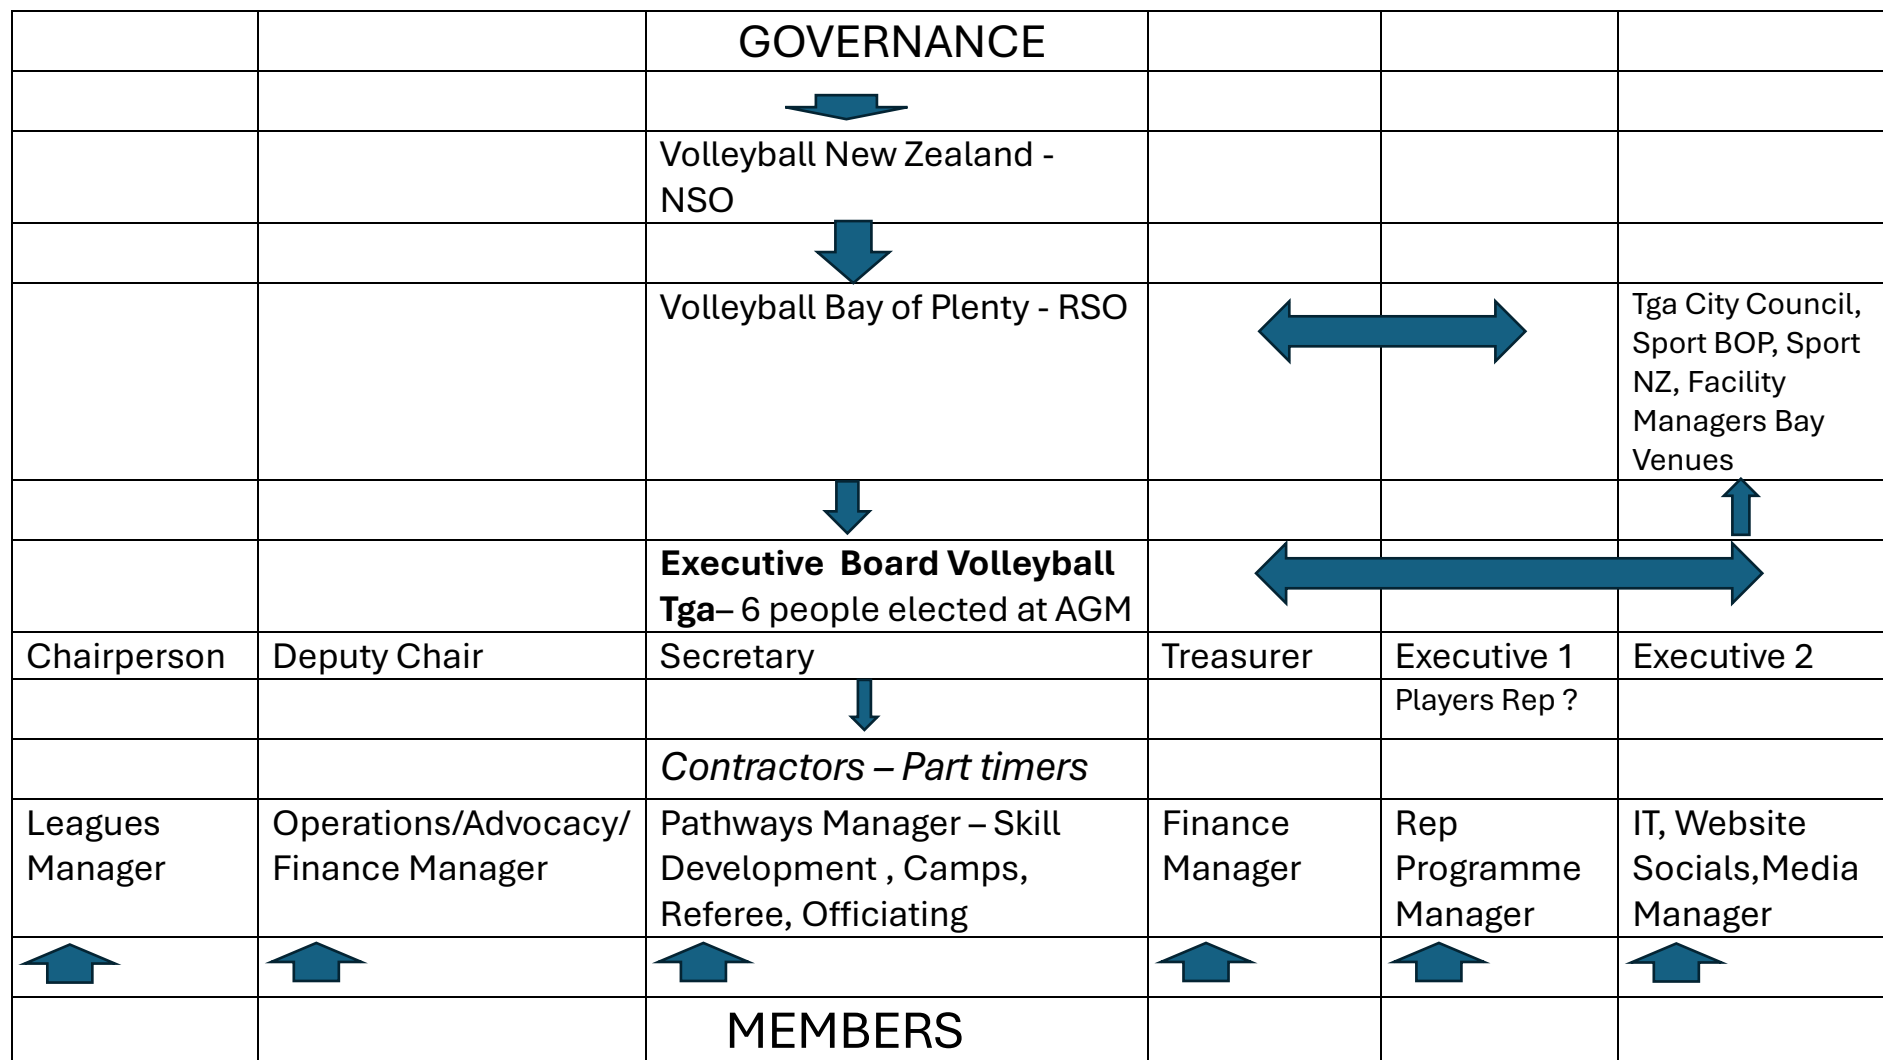 GOVERNANCE
Volleyball New Zealand -
NSO
Volleyball Bay of Plenty - RSO
Tga City Council,
Sport BOP, Sport
NZ, Facility
Managers Bay
Venues
Executive  Board Volleyball
Tga– 6 people elected at AGM
Chairperson
Deputy Chair
Secretary
Treasurer
Executive 1
Executive 2
Players Rep ?
Contractors – Part timers
Leagues
Manager
Operations/Advocacy/
Finance Manager
Pathways Manager – Skill
Development , Camps,
Referee, Officiating
Finance
Manager
Rep
Programme
Manager
IT, Website
Socials,Media
Manager
MEMBERS